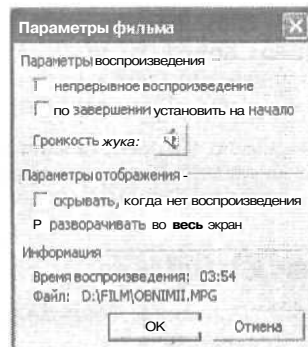 Параметры фильма
Параметры воспроизведения
непрерывное воспроизведение
по завершении установить на начало
Громкость жука:
Параметры отображения -
скрывать, когда нет воспроизведения
Р разворачивать во весь экран
Информация
Время воспроизведения: 03:54
Файл: D:\FILM\OBNIMII.MPG
OK
Отмена